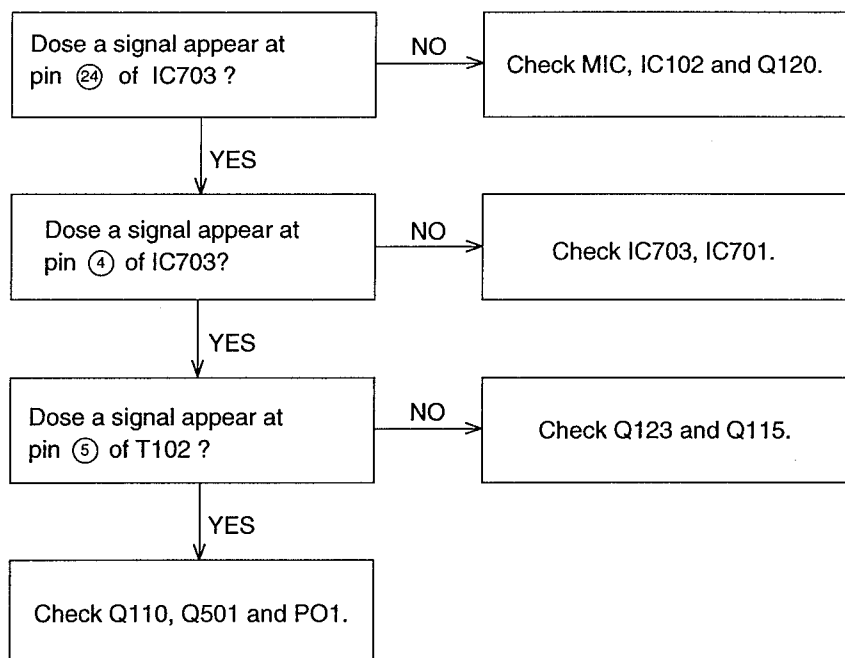 Dose a signal appear at
pin ㉔ of IC703 ?
NO
Check MIC, IC102 and Q120.
YES
Dose a signal appear at
pin ④ of IC703?
NO
Check IC703, IC701.
YES
Dose a signal appear at
pin ⑤ of T102 ?
NO
Check Q123 and Q115.
YES
Check Q110, Q501 and PO1.